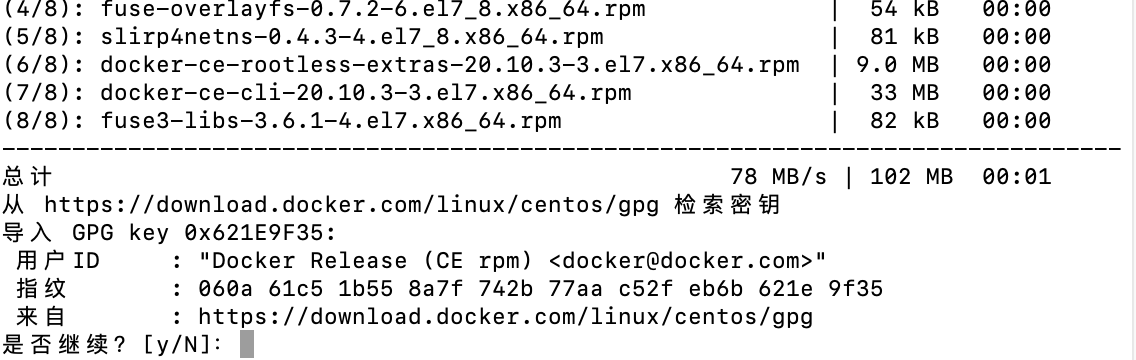 (4/8): fuse-overlayfs-0.7.2-6.el7_8.x86_64.rpm | 54 kB 00:00
(5/8): slirp4netns-0.4.3-4.el7_8.x86_64.rpm | 81 kB 00:00
(6/8): docker-ce-rootless-extras-20.10.3-3.el7.x86_64.rpm | 9.0 MB 00:00
(7/8): docker-ce-cli-20.10.3-3.el7.x86_64.rpm | 33 MB 00:00
(8/8): fuse3-libs-3.6.1-4.el7.x86_64.rpm | 82 kB 00:00
--------------------------------------------------------------------------------
总计 78 MB/s | 102 MB 00:01
从 https://download.docker.com/linux/centos/gpg 检索密钥
导入 GPG key 0x621E9F35:
用户ID : "Docker Release (CE rpm) <docker@docker.com>"
指纹 : 060a 61c5 1b55 8a7f 742b 77aa c52f eb6b 621e 9f35
来自 : https://download.docker.com/linux/centos/gpg
是否继续？[y/N]：